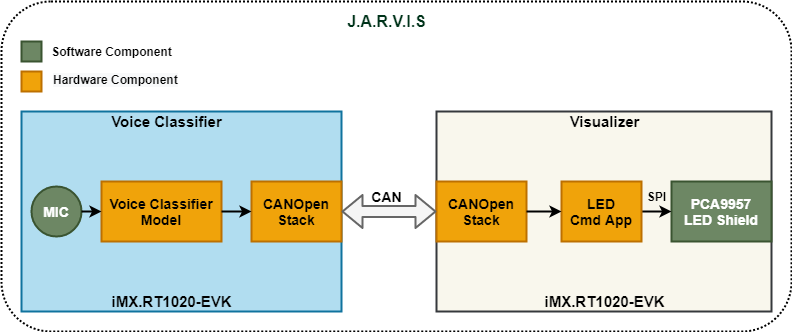 J.A.R.V.I.S
Software Component
Hardware Component
Voice Classifier
MIC
Voice Classifier
Model
CANOpen
Stack
iMX.RT1020-EVK
CAN
Visualizer
CANOpen
Stack
LED
Cmd App
SPI
PCA9957
LED Shield
iMX.RT1020-EVK